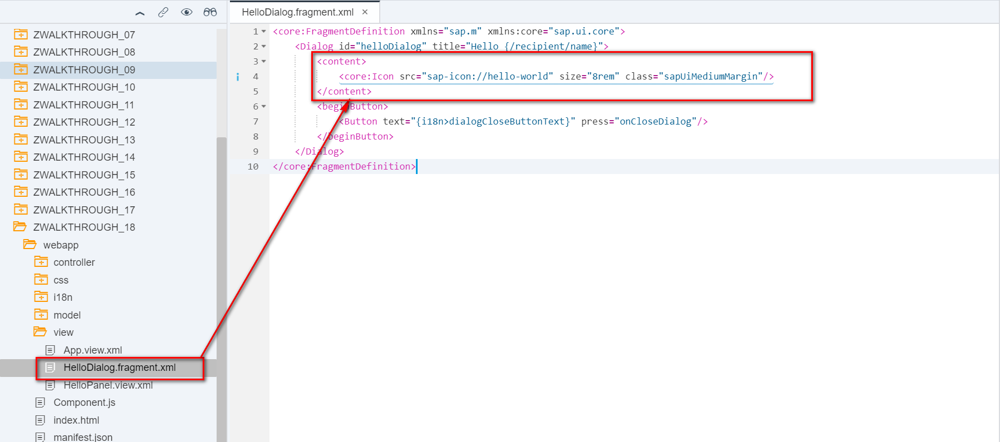 HelloDialog.fragment.xml ×
ZWALKTHROUGH_07
ZWALKTHROUGH_08
ZWALKTHROUGH_09
ZWALKTHROUGH_10
ZWALKTHROUGH_11
ZWALKTHROUGH_12
ZWALKTHROUGH_13
ZWALKTHROUGH_14
ZWALKTHROUGH_15
ZWALKTHROUGH_16
ZWALKTHROUGH_17
ZWALKTHROUGH_18
webapp
controller
css
i18n
model
view
App.view.xml
HelloDialog.fragment.xml
HelloPanel.view.xml
Component.js
index.html
manifest.json
1 <core:FragmentDefinition xmlns="sap.m" xmlns:core="sap.ui.core">
2 <Dialog id="helloDialog" title="Hello {/recipient/name}">
3 <content>
4 <core:Icon src="sap-icon://hello-world" size="8rem" class="sapUiMediumMargin"/>
5 </content>
6 <beginButton>
7 <Button text="{i18n>dialogCloseButtonText}" press="onCloseDialog"/>
8 </beginButton>
9 </Dialog>
10 </core:FragmentDefinition>